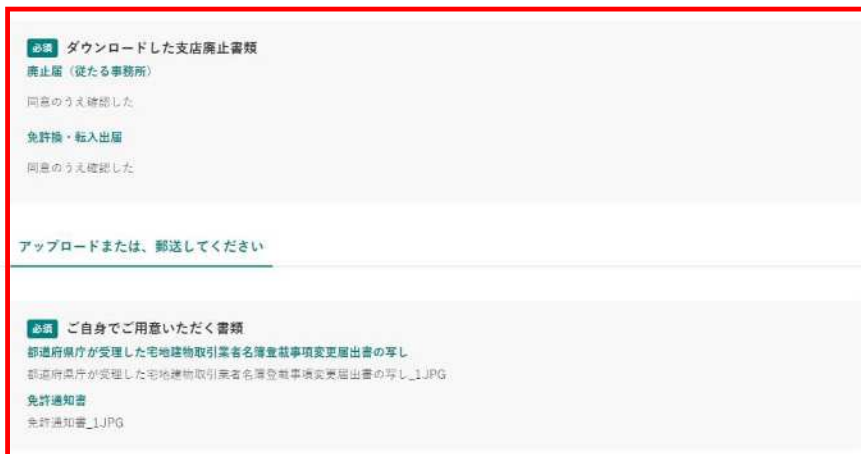 必須 ダウンロードした支店廃止書類
廃止届（従たる事務所）
同意のうえ確認した
免許換・転入出届
同意のうえ確認した
アップロードまたは、郵送してください
必須 ご自身でご用意いただく書類
都道府県庁が受理した宅地建物取引業者名簿登載事項変更届出書の写し
都道府県庁が受理した宅地建物取引業者名簿登載事項変更届出書の写し_1.JPG
免許通知書
免許通知書_1.JPG